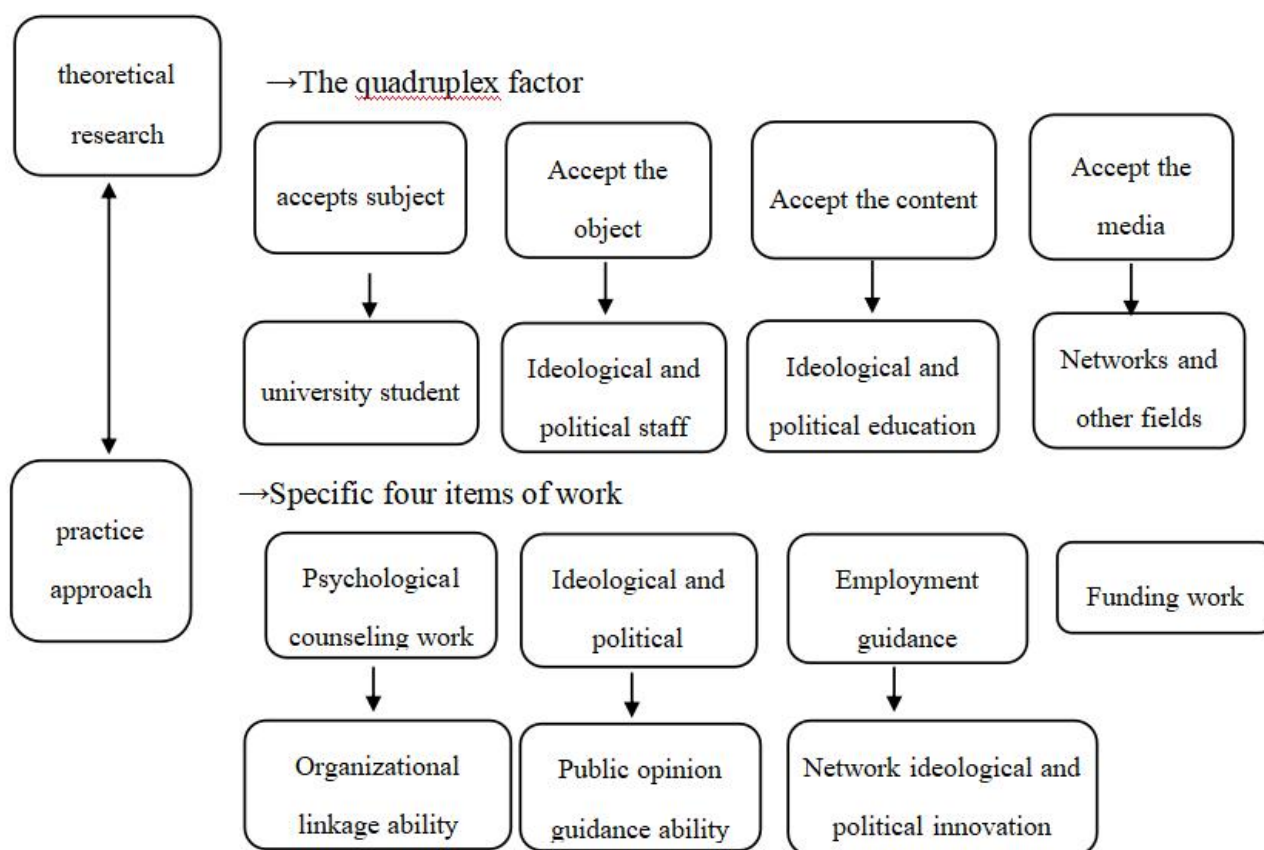 theoretical
research
→The quadruplex factor
accepts subject
Accept the
object
Accept the content
Accept the
media
university student
Ideological and
political staff
Ideological and
political education
Networks and
other fields
practice
approach
→Specific four items of work
Psychological
counseling work
Ideological and
political
Employment
guidance
Funding work
Organizational
linkage ability
Public opinion
guidance ability
Network ideological and
political innovation